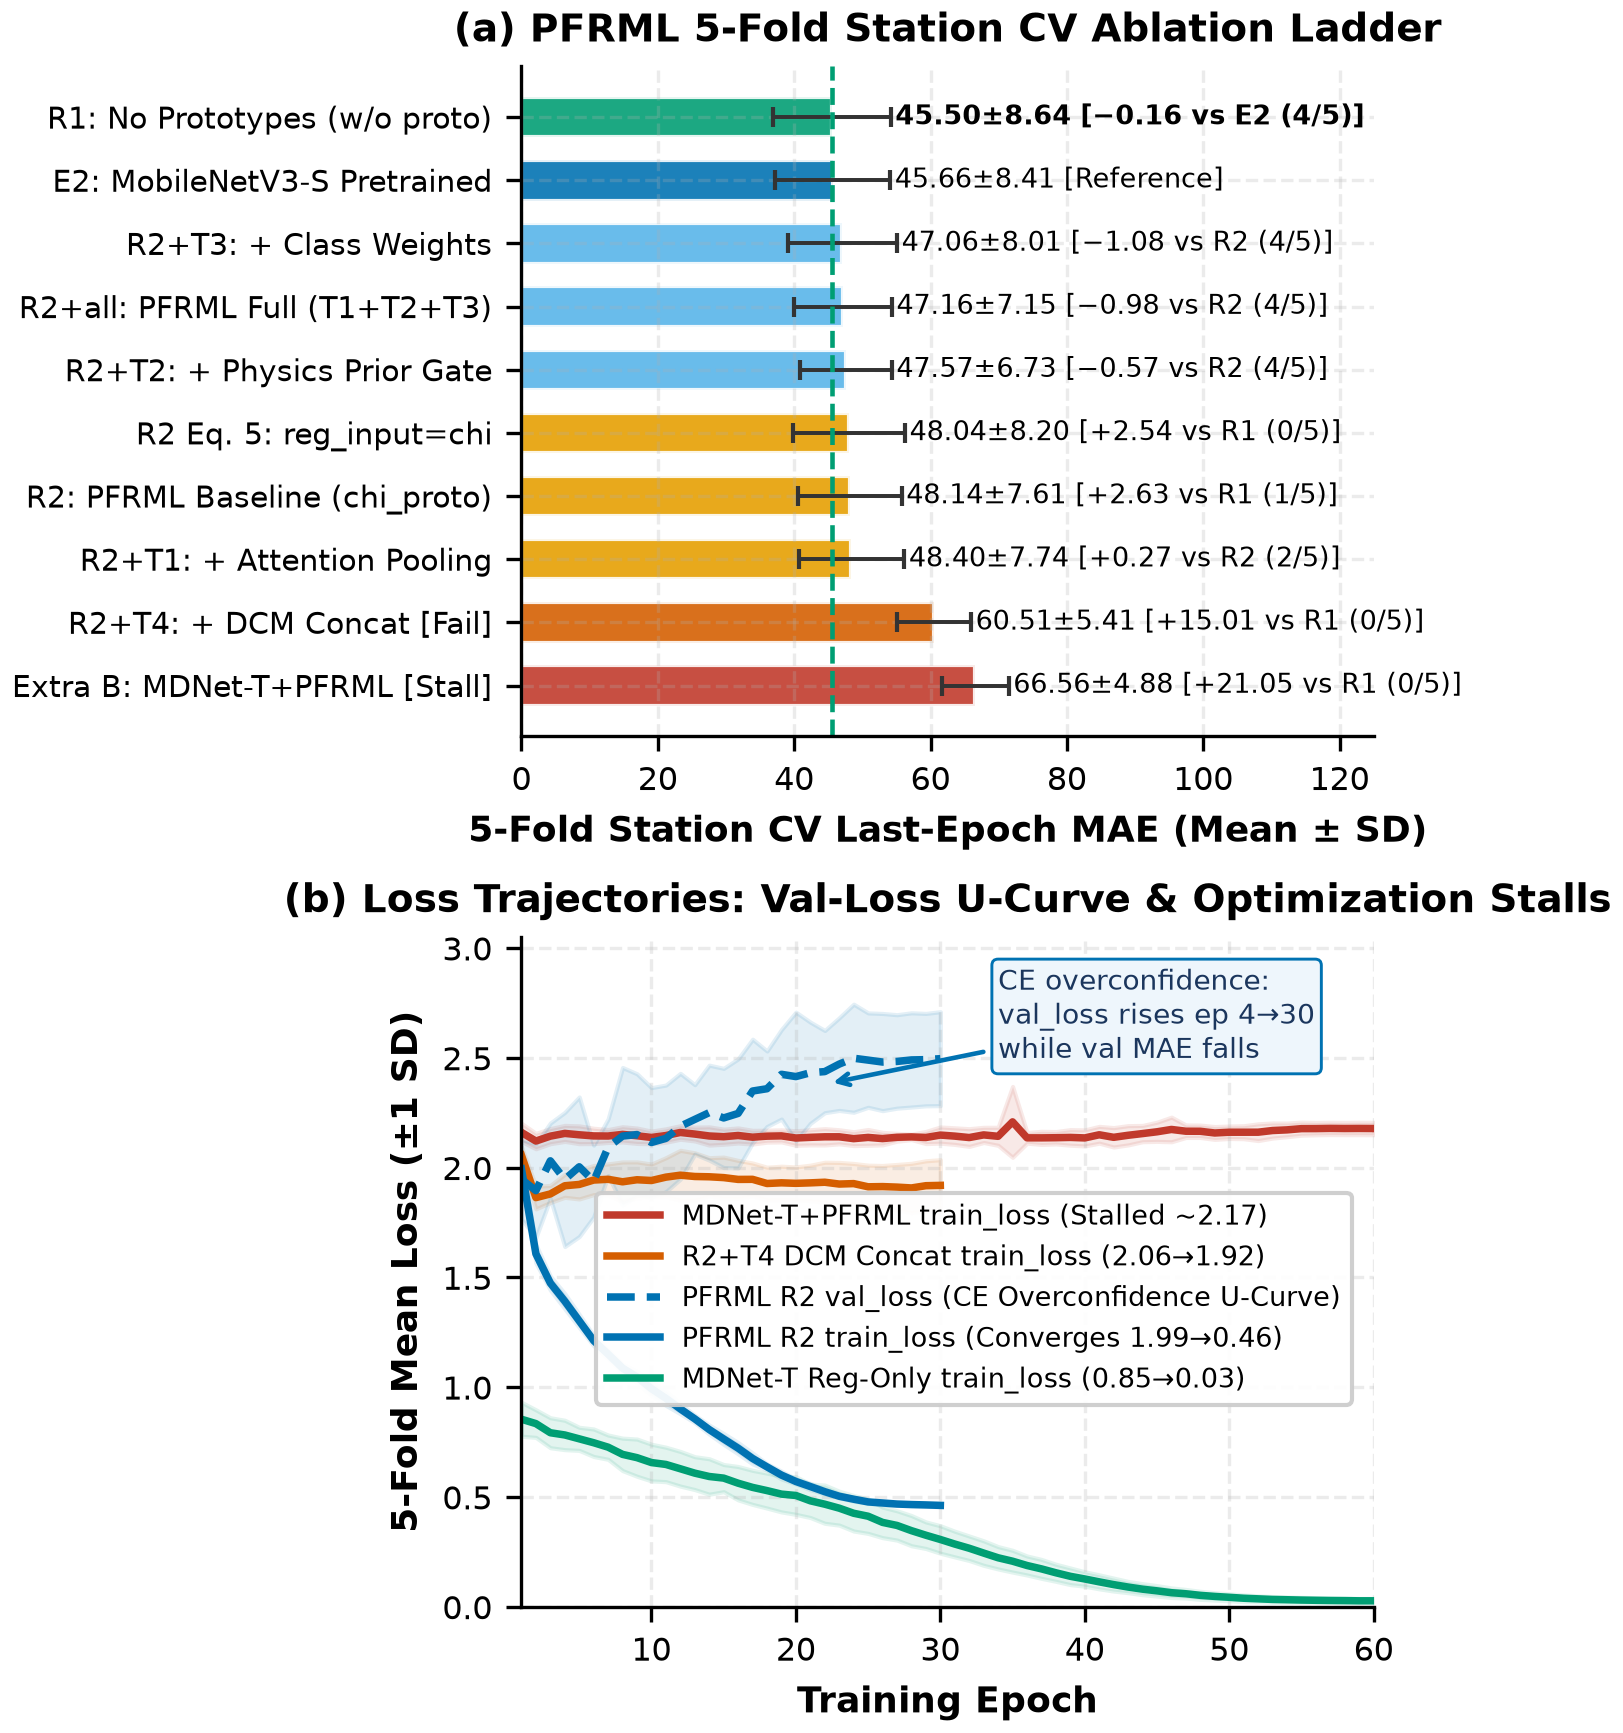 (a) PFRML 5-Fold Station CV Ablation Ladder
R1: No Prototypes (w/o proto) 45.50±8.64 [−0.16 vs E2 (4/5)]
E2: MobileNetV3-S Pretrained 45.66±8.41 [Reference]
R2+T3: + Class Weights 47.06±8.01 [−1.08 vs R2 (4/5)]
R2+all: PFRML Full (T1+T2+T3) 47.16±7.15 [−0.98 vs R2 (4/5)]
R2+T2: + Physics Prior Gate 47.57±6.73 [−0.57 vs R2 (4/5)]
R2 Eq. 5: reg_input=chi 48.04±8.20 [+2.54 vs R1 (0/5)]
R2: PFRML Baseline (chi_proto) 48.14±7.61 [+2.63 vs R1 (1/5)]
R2+T1: + Attention Pooling 48.40±7.74 [+0.27 vs R2 (2/5)]
R2+T4: + DCM Concat [Fail] 60.51±5.41 [+15.01 vs R1 (0/5)]
Extra B: MDNet-T+PFRML [Stall] 66.56±4.88 [+21.05 vs R1 (0/5)]
0 20 40 60 80 100 120
5-Fold Station CV Last-Epoch MAE (Mean ± SD)
(b) Loss Trajectories: Val-Loss U-Curve & Optimization Stalls
5-Fold Mean Loss (±1 SD)
3.0
2.5
2.0
1.5
1.0
0.5
0.0
CE overconfidence:
val_loss rises ep 4→30
while val MAE falls
MDNet-T+PFRML train_loss (Stalled ~2.17)
R2+T4 DCM Concat train_loss (2.06→1.92)
PFRML R2 val_loss (CE Overconfidence U-Curve)
PFRML R2 train_loss (Converges 1.99→0.46)
MDNet-T Reg-Only train_loss (0.85→0.03)
10 20 30 40 50 60
Training Epoch